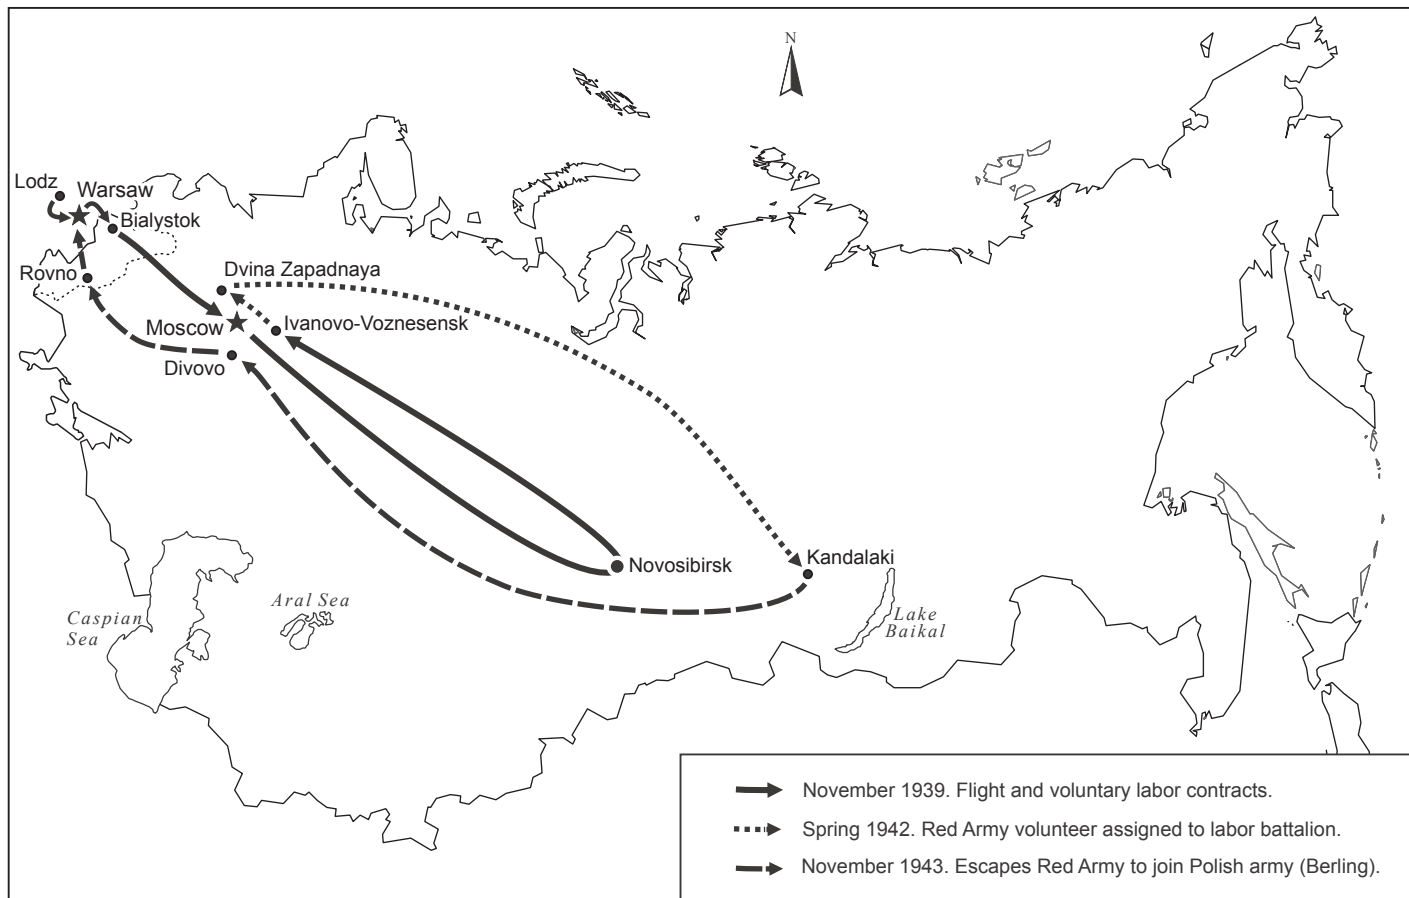 N
Lodz
Warsaw
Bialystok
Rovno
Dvina Zapadnaya
Moscow
Ivanovo-Voznesensk
Divovo
Novosibirsk
Kandalaki
Caspian
Sea
Aral Sea
Lake
Baikal
November 1939. Flight and voluntary labor contracts.
Spring 1942. Red Army volunteer assigned to labor battalion.
November 1943. Escapes Red Army to join Polish army (Berling).